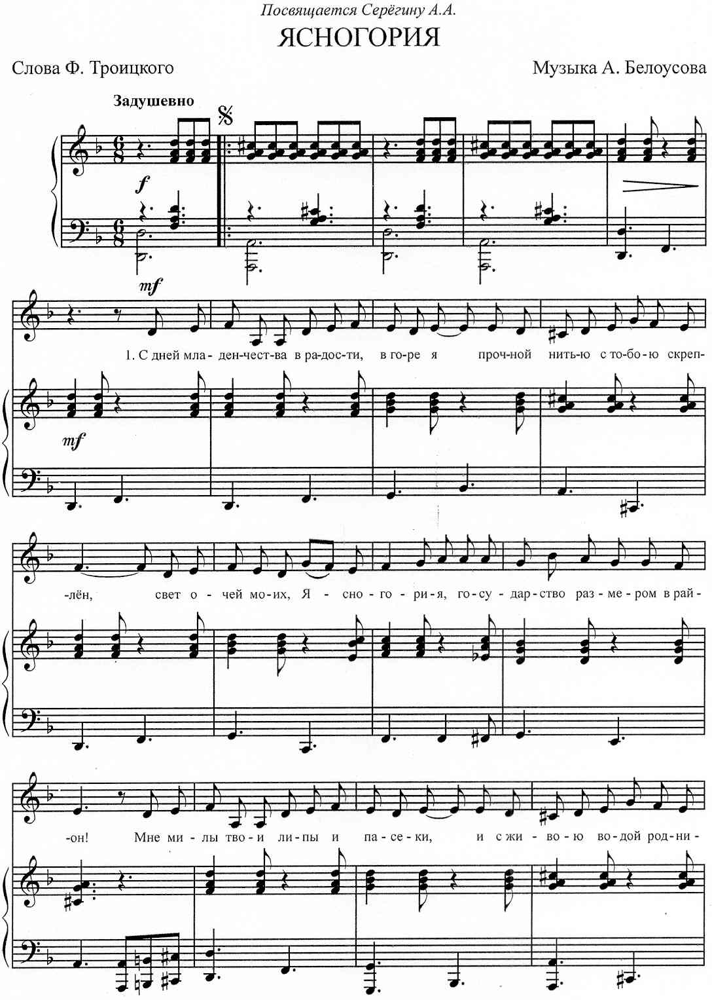 Посвящается Серёгину А.А.
ЯСНОГОРИЯ
Слова Ф. Троицкого
Музыка А. Белоусова
Задушевно
f
mf
1. С дней мла - ден-чест-ва в ра-дос-ти, в го-ре я проч-ной нить-ю с то-бо-ю скреп-
mf
-лён, свет о - чей мо-их, Я - сно - го - ри - я, го-су - дар-ство раз - ме - ром в рай -
-он! Мне ми - лы тво - и ли - пы и па - се - ки, и с жи - во - ю во - дой род-ни -